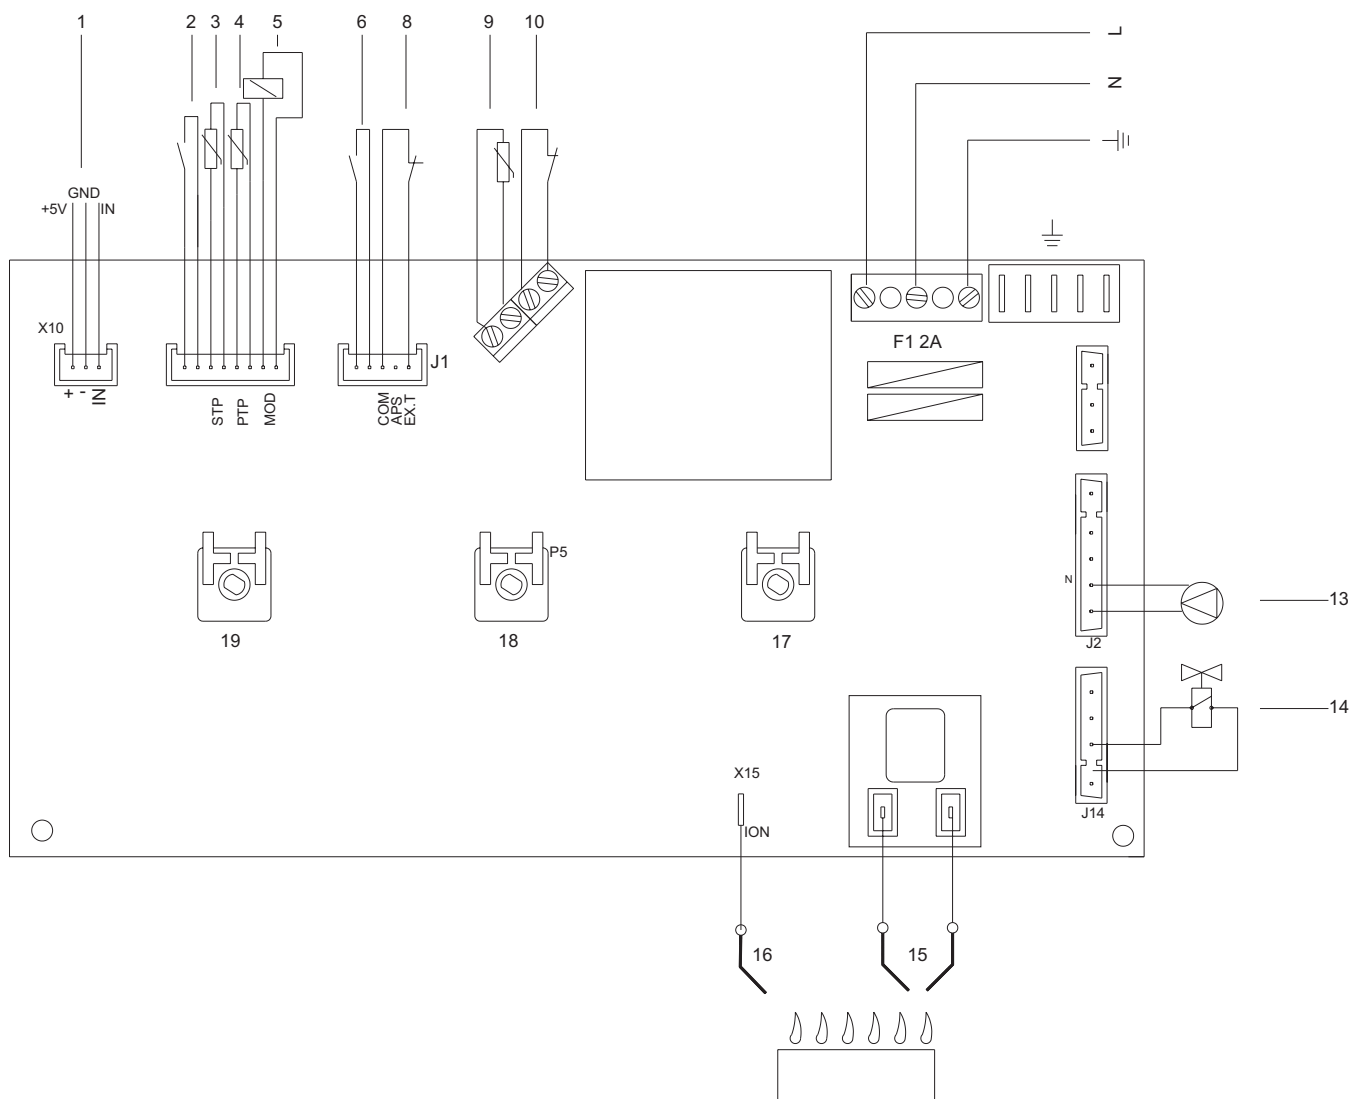 1 2 3 4 5 6 8 9 10
L
N
GND
+5V IN
X10
+ - IN
STP PTP MOD
COM APS EX.T
J1
F1 2A
N
J2
13
14
J14
P5
19 18 17
X15
ION
16 15